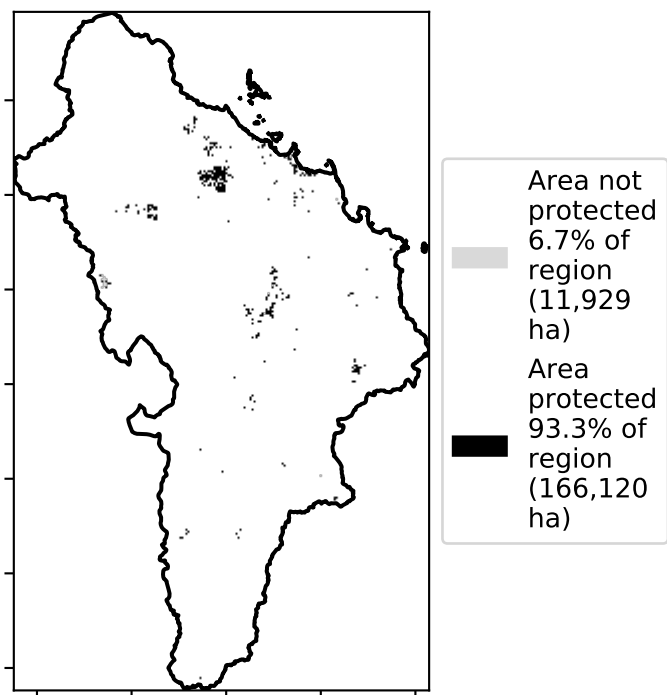 Area not
protected
6.7% of
region
(11,929
ha)
Area
protected
93.3% of
region
(166,120
ha)